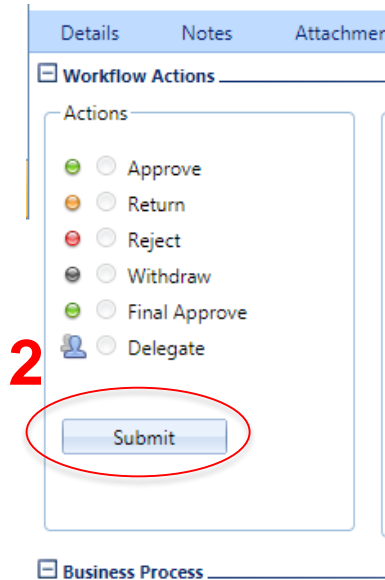 Details Notes Attachmen
Workflow Actions
Actions
Approve
Return
Reject
Withdraw
Final Approve
Delegate
2
Submit
Business Process